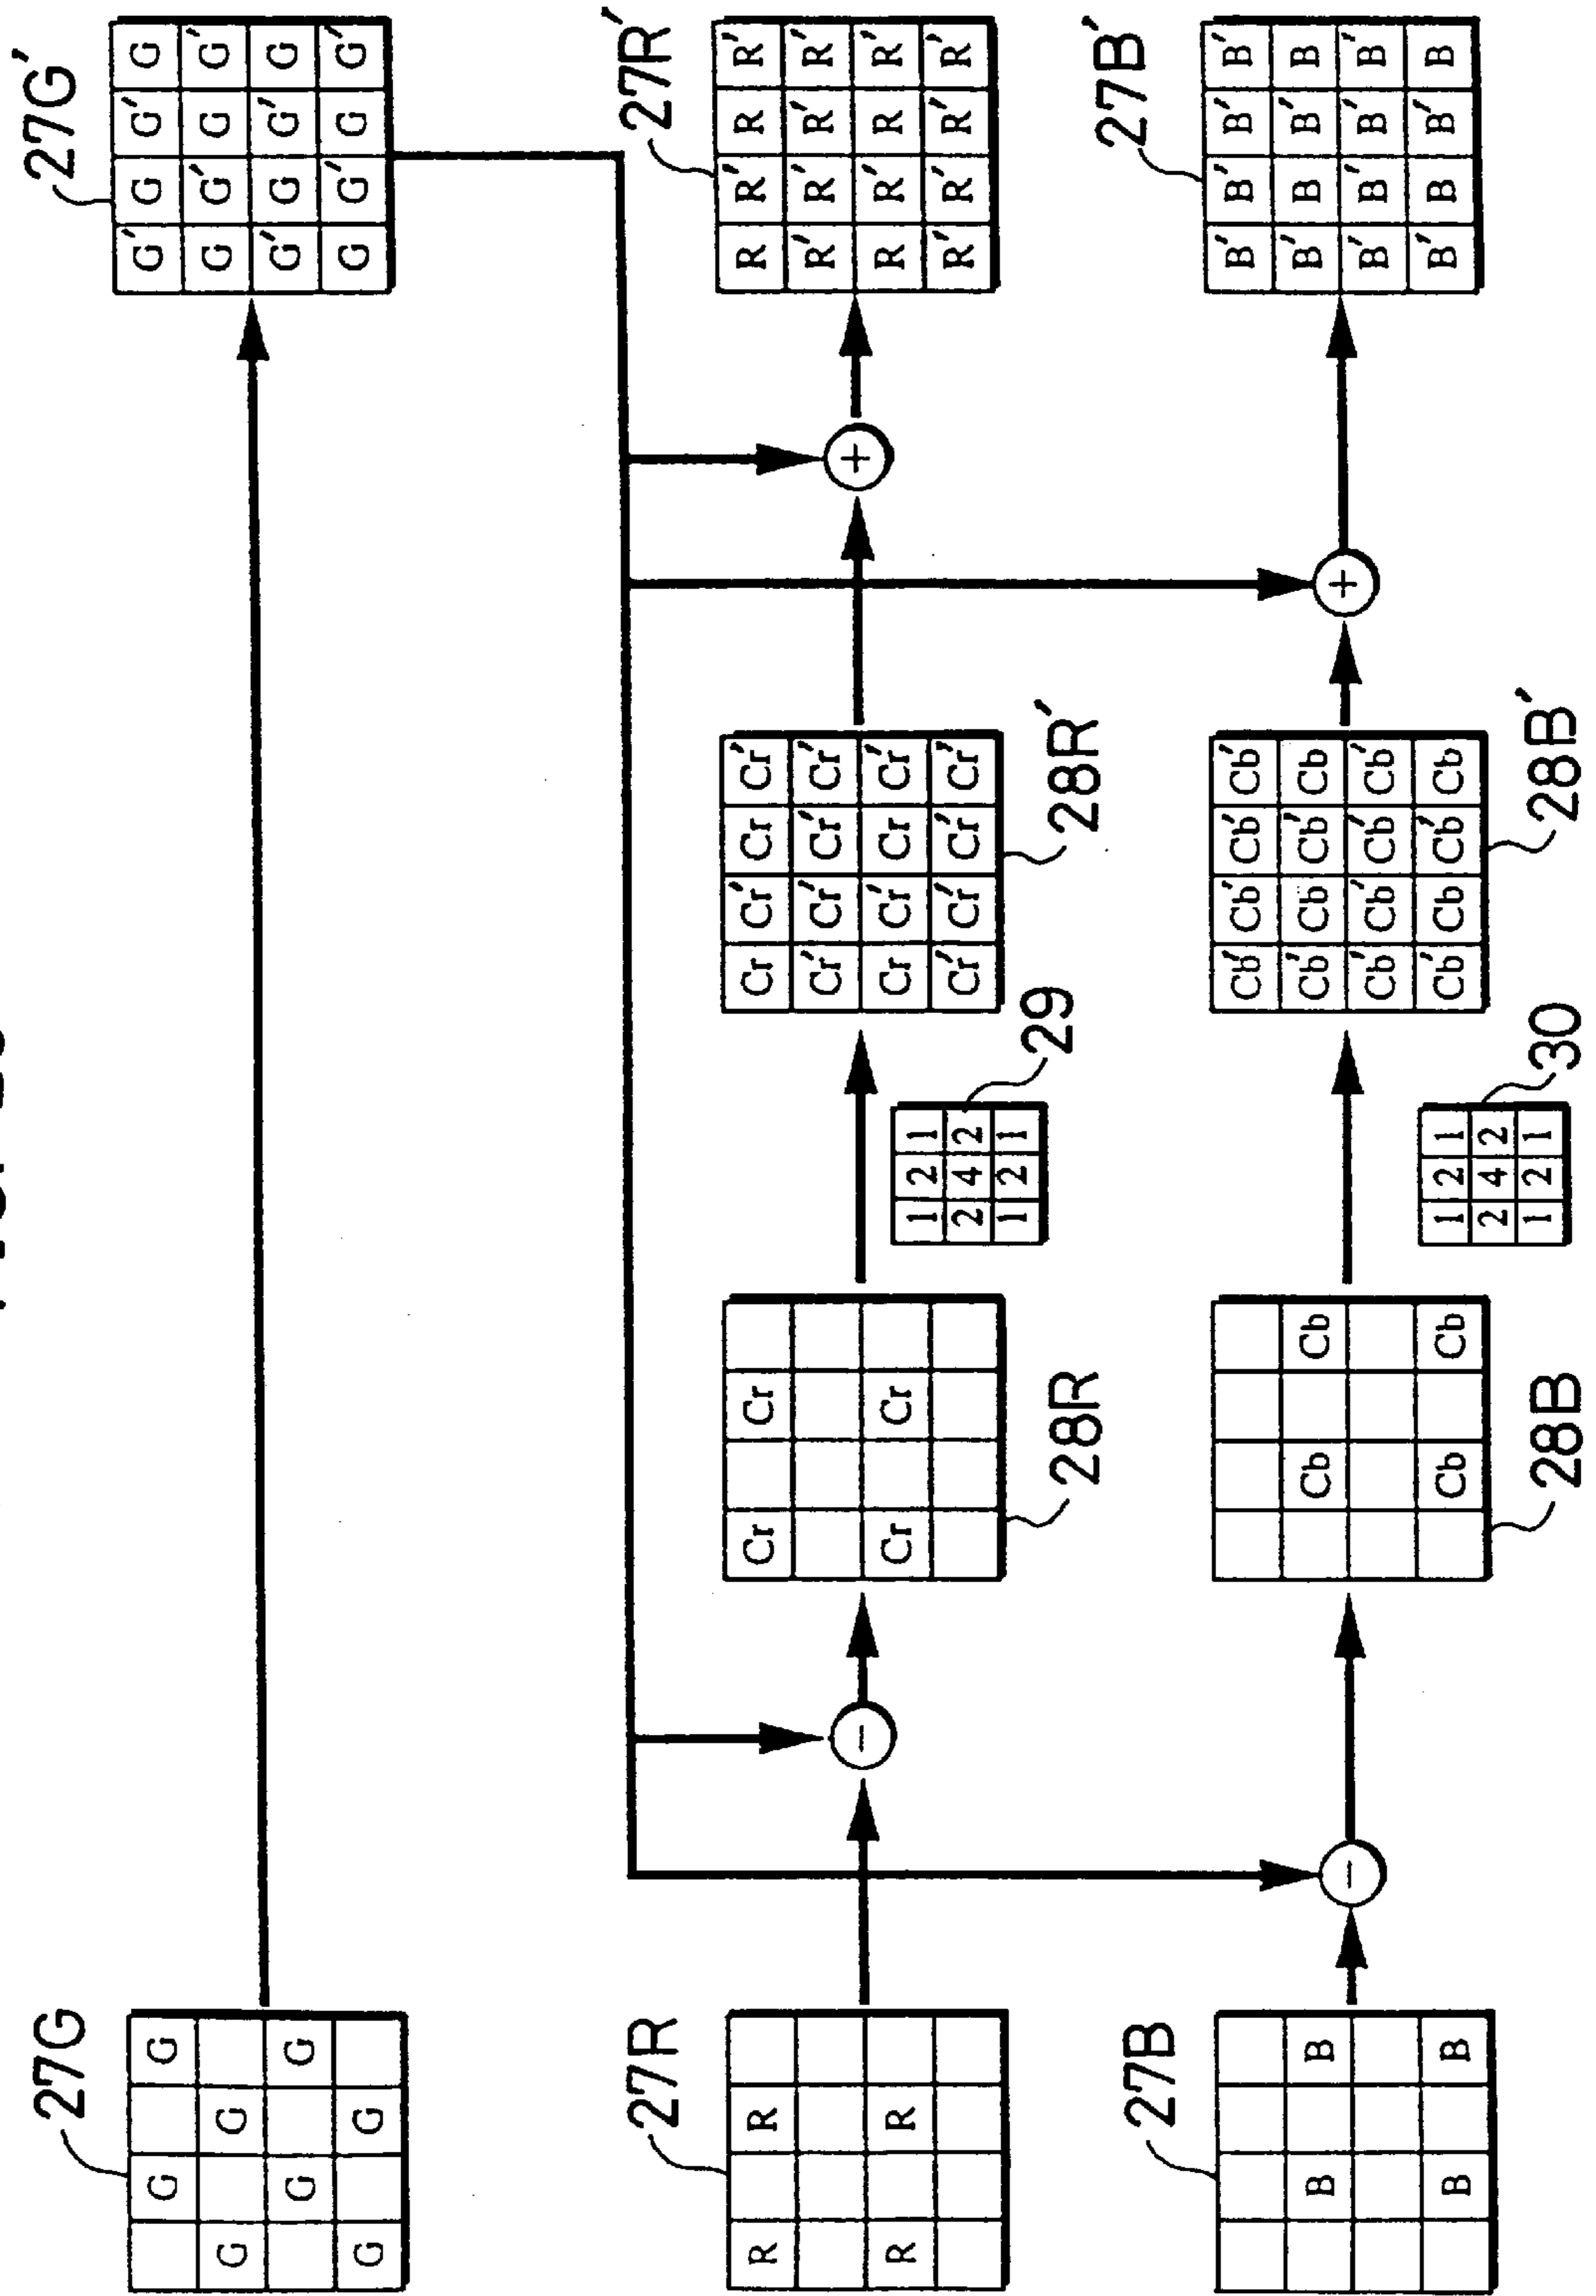 27G
G G
G G
G G
G G
27G'
G' G G' G
G G' G G'
G' G G' G
G G' G G'
27R
R R
R R
−
Cr Cr
Cr Cr
28R
1 2 1
2 4 2
1 2 1
29
Cr Cr' Cr Cr'
Cr' Cr' Cr' Cr'
Cr Cr' Cr Cr'
Cr' Cr' Cr' Cr'
28R'
+
27R'
R R' R R'
R' R' R' R'
R R' R R'
R' R' R' R'
27B
B B
B B
−
Cb Cb
Cb Cb
28B
1 2 1
2 4 2
1 2 1
30
Cb' Cb' Cb' Cb'
Cb' Cb Cb' Cb
Cb' Cb' Cb' Cb'
Cb' Cb Cb' Cb
28B'
+
27B'
B' B' B' B'
B' B B' B
B' B' B' B'
B' B B' B